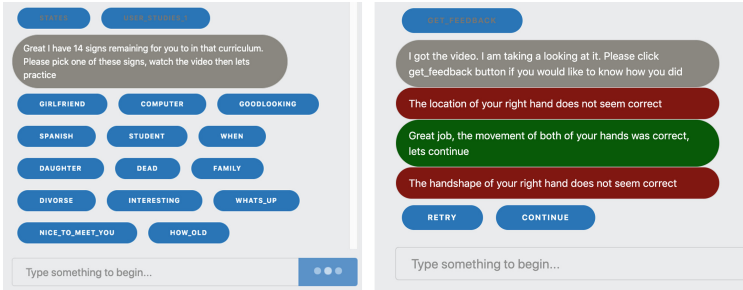 USER_STUDIES_1
Great I have 14 signs remaining for you to in that curriculum.
Please pick one of these signs, watch the video then lets
practice
GIRLFRIEND COMPUTER GOODLOOKING
SPANISH STUDENT WHEN
DAUGHTER DEAD FAMILY
DIVORSE INTERESTING WHATS_UP
NICE_TO_MEET_YOU HOW_OLD
Type something to begin...
GET_FEEDBACK
I got the video. I am taking a looking at it. Please click
get_feedback button if you would like to know how you did
The location of your right hand does not seem correct
Great job, the movement of both of your hands was correct,
lets continue
The handshape of your right hand does not seem correct
RETRY CONTINUE
Type something to begin...